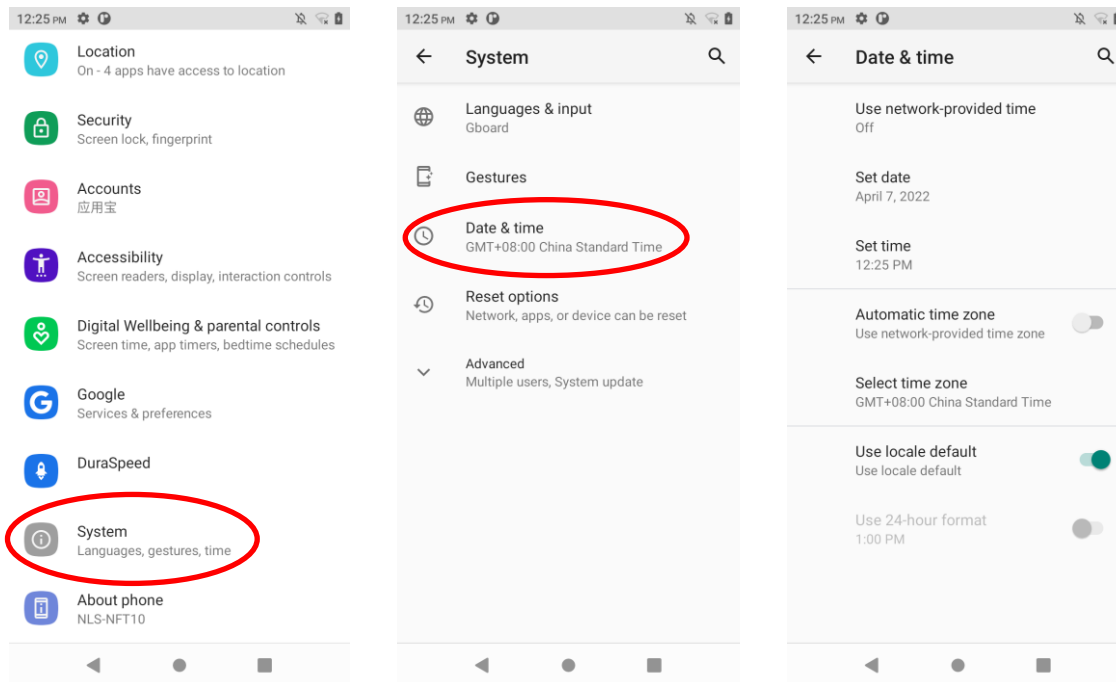 12:25 PM
Location
On - 4 apps have access to location
Security
Screen lock, fingerprint
Accounts
应用宝
Accessibility
Screen readers, display, interaction controls
Digital Wellbeing & parental controls
Screen time, app timers, bedtime schedules
Google
Services & preferences
DuraSpeed
System
Languages, gestures, time
About phone
NLS-NFT10
12:25 PM
System
Languages & input
Gboard
Gestures
Date & time
GMT+08:00 China Standard Time
Reset options
Network, apps, or device can be reset
Advanced
Multiple users, System update
12:25 PM
Date & time
Use network-provided time
Off
Set date
April 7, 2022
Set time
12:25 PM
Automatic time zone
Use network-provided time zone
Select time zone
GMT+08:00 China Standard Time
Use locale default
Use locale default
Use 24-hour format
1:00 PM